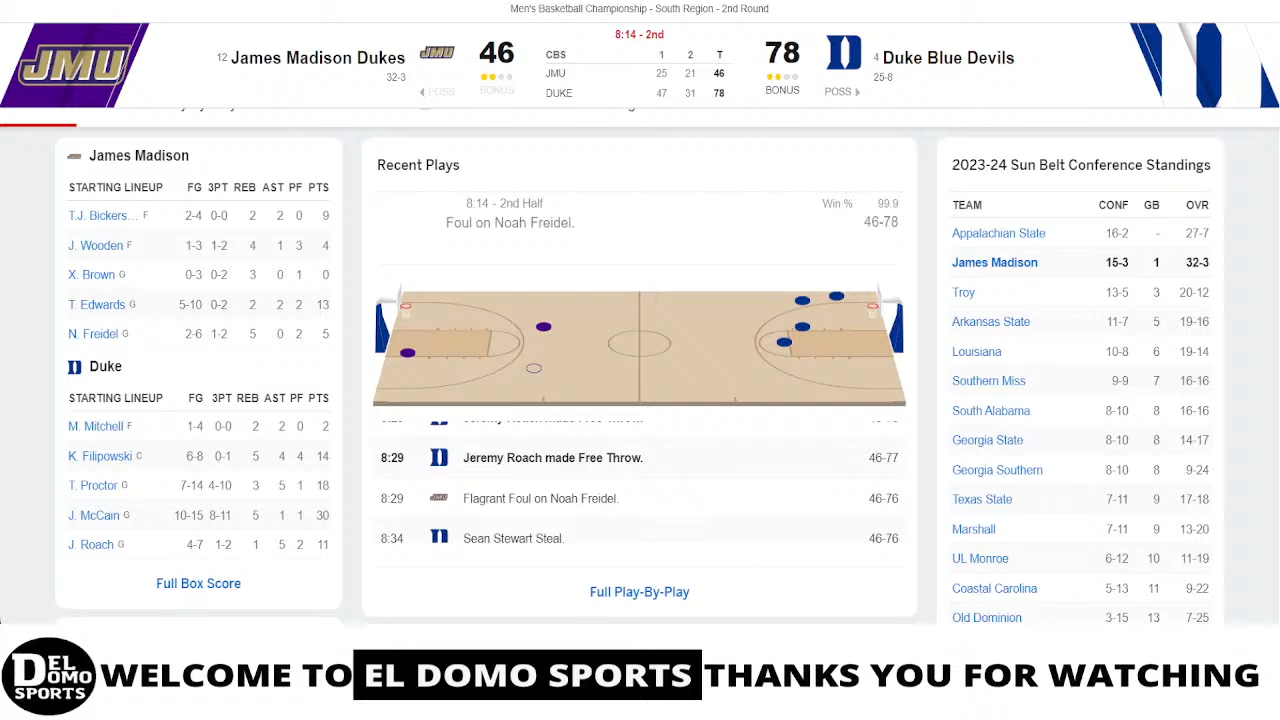 Men's Basketball Championship - South Region - 2nd Round
JMU
12 James Madison Dukes
32-3
JMU
46
POSS
BONUS
8:14 - 2nd
CBS 1 2 T
JMU 25 21 46
DUKE 47 31 78
78
BONUS
D
POSS
4 Duke Blue Devils
25-8
James Madison
STARTING LINEUP FG 3PT REB AST PF PTS
T.J. Bickers... F 2-4 0-0 2 2 0 9
J. Wooden F 1-3 1-2 4 1 3 4
X. Brown G 0-3 0-2 3 0 1 0
T. Edwards G 5-10 0-2 2 2 2 13
N. Freidel G 2-6 1-2 5 0 2 5
Duke
STARTING LINEUP FG 3PT REB AST PF PTS
M. Mitchell F 1-4 0-0 2 2 0 2
K. Filipowski C 6-8 0-1 5 4 4 14
T. Proctor G 7-14 4-10 3 5 1 18
J. McCain G 10-15 8-11 5 1 1 30
J. Roach G 4-7 1-2 1 5 2 11
Full Box Score
Recent Plays
8:14 - 2nd Half
Foul on Noah Freidel.
Win % 99.9
46-78
8:29 Jeremy Roach made Free Throw. 46-77
8:29 JMU Flagrant Foul on Noah Freidel. 46-76
8:34 Sean Stewart Steal. 46-76
Full Play-By-Play
2023-24 Sun Belt Conference Standings
TEAM CONF GB OVR
Appalachian State 16-2 - 27-7
James Madison 15-3 1 32-3
Troy 13-5 3 20-12
Arkansas State 11-7 5 19-16
Louisiana 10-8 6 19-14
Southern Miss 9-9 7 16-16
South Alabama 8-10 8 16-16
Georgia State 8-10 8 14-17
Georgia Southern 8-10 8 9-24
Texas State 7-11 9 17-18
Marshall 7-11 9 13-20
UL Monroe 6-12 10 11-19
Coastal Carolina 5-13 11 9-22
Old Dominion 3-15 13 7-25
DEL DOMO SPORTS
WELCOME TO EL DOMO SPORTS THANKS YOU FOR WATCHING